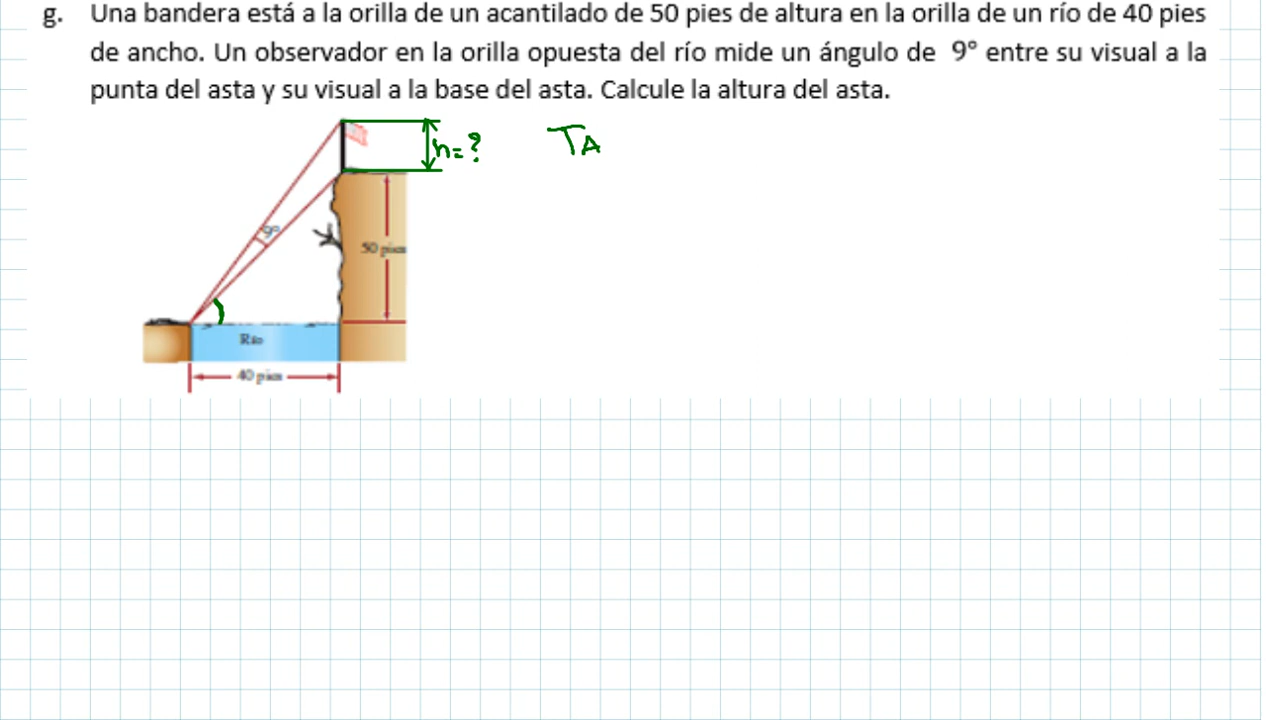 g. Una bandera está a la orilla de un acantilado de 50 pies de altura en la orilla de un río de 40 pies
de ancho. Un observador en la orilla opuesta del río mide un ángulo de 9° entre su visual a la
punta del asta y su visual a la base del asta. Calcule la altura del asta.
h=?
TA
9°
50 pies
Río
40 pies